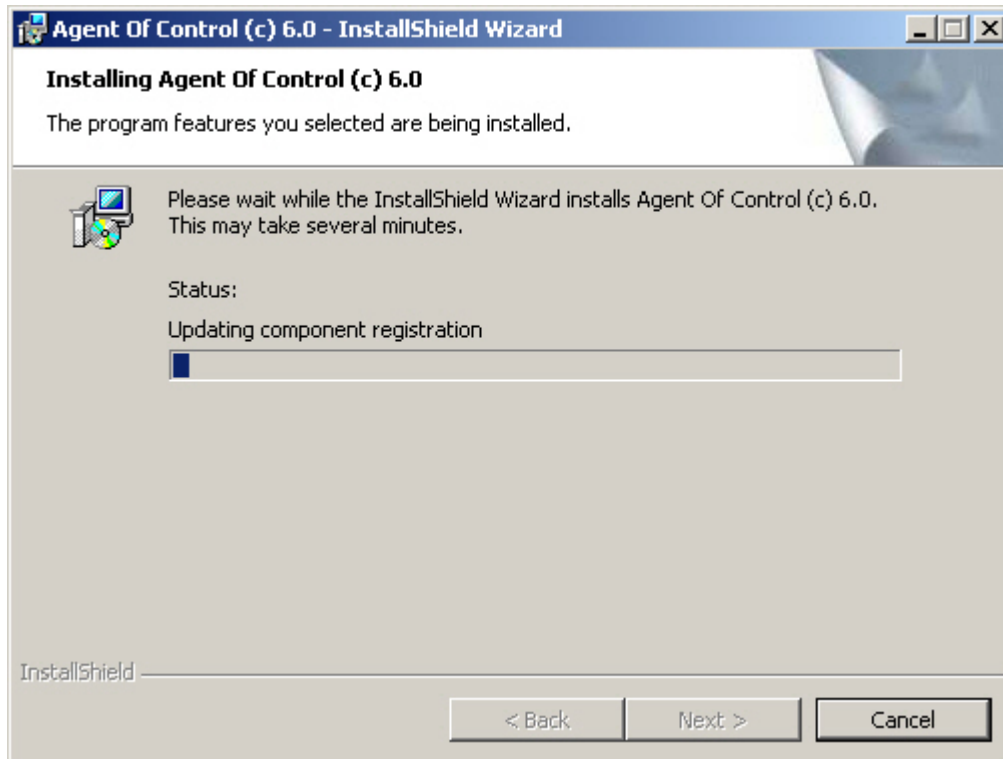 Agent Of Control (c) 6.0 - InstallShield Wizard
Installing Agent Of Control (c) 6.0
The program features you selected are being installed.
Please wait while the InstallShield Wizard installs Agent Of Control (c) 6.0.
This may take several minutes.
Status:
Updating component registration
InstallShield
< Back
Next >
Cancel